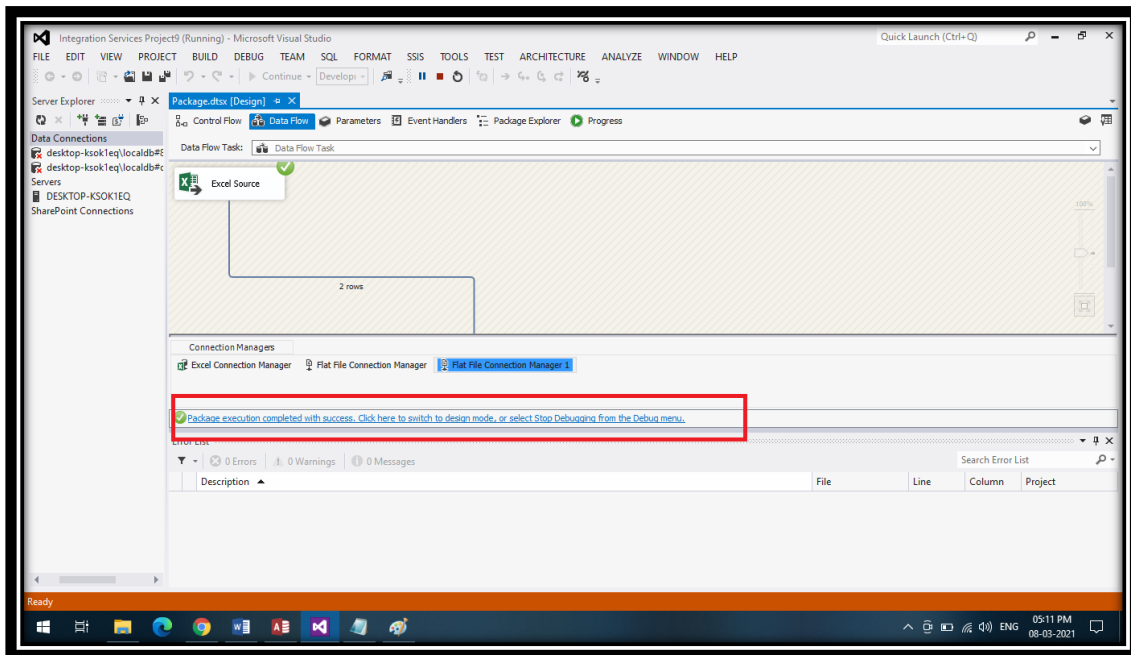 Integration Services Project9 (Running) - Microsoft Visual Studio
Quick Launch (Ctrl+Q)
FILE EDIT VIEW PROJECT BUILD DEBUG TEAM SQL FORMAT SSIS TOOLS TEST ARCHITECTURE ANALYZE WINDOW HELP
Continue
Developi
Server Explorer
Package.dtsx [Design]
Control Flow Data Flow Parameters Event Handlers Package Explorer Progress
Data Connections
desktop-ksok1eq\localdb#
desktop-ksok1eq\localdb#
Servers
DESKTOP-KSOK1EQ
SharePoint Connections
Data Flow Task: Data Flow Task
Excel Source
100%
2 rows
Connection Managers
Excel Connection Manager Flat File Connection Manager Flat File Connection Manager 1
Package execution completed with success. Click here to switch to design mode, or select Stop Debugging from the Debug menu.
Error List
0 Errors 0 Warnings 0 Messages
Search Error List
Description File Line Column Project
Ready
ENG
05:11 PM
08-03-2021